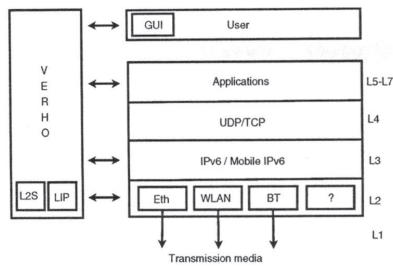 GUI User
V
E
R
H
O
Applications L5-L7
UDP/TCP L4
IPv6 / Mobile IPv6 L3
L2S LIP Eth WLAN BT ? L2
L1
Transmission media